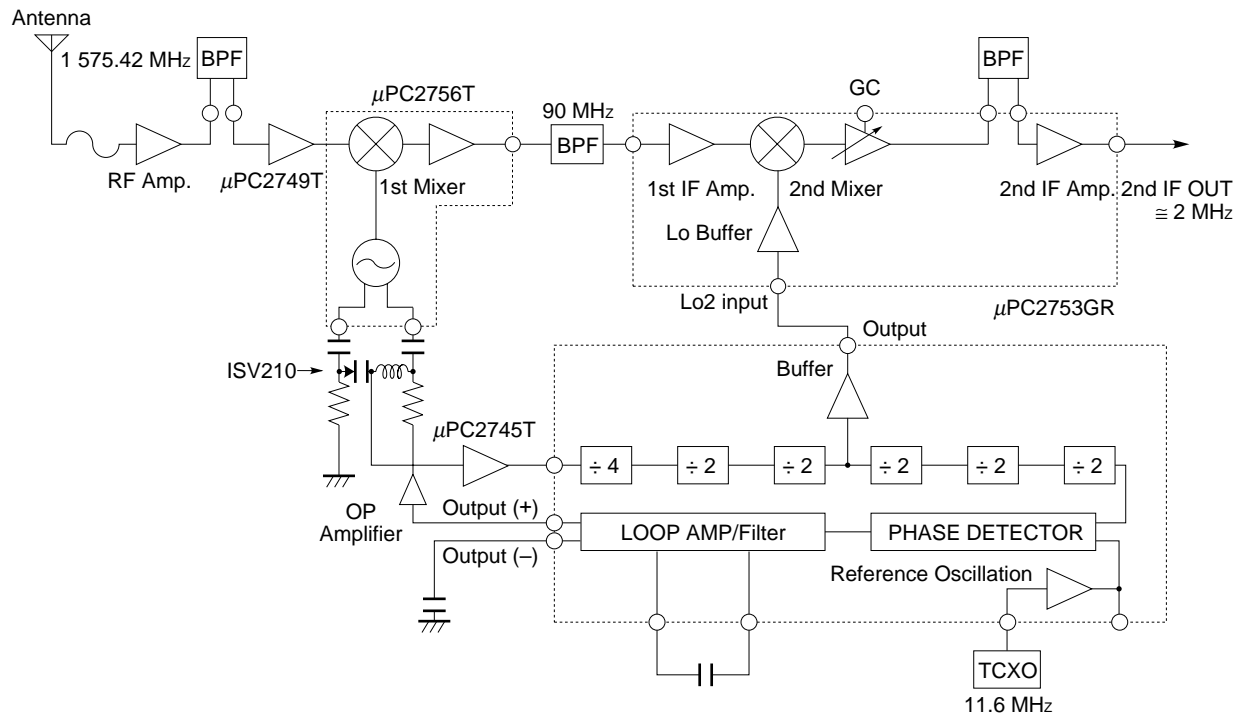 Antenna
1 575.42 MHz
BPF
RF Amp.
µPC2749T
µPC2756T
1st Mixer
90 MHz
BPF
GC
BPF
1st IF Amp.
2nd Mixer
2nd IF Amp.
2nd IF OUT
≅ 2 MHz
Lo Buffer
Lo2 input
µPC2753GR
Output
Buffer
ISV210
µPC2745T
÷ 4
÷ 2
÷ 2
÷ 2
÷ 2
÷ 2
OP
Amplifier
Output (+)
Output (–)
LOOP AMP/Filter
PHASE DETECTOR
Reference Oscillation
TCXO
11.6 MHz